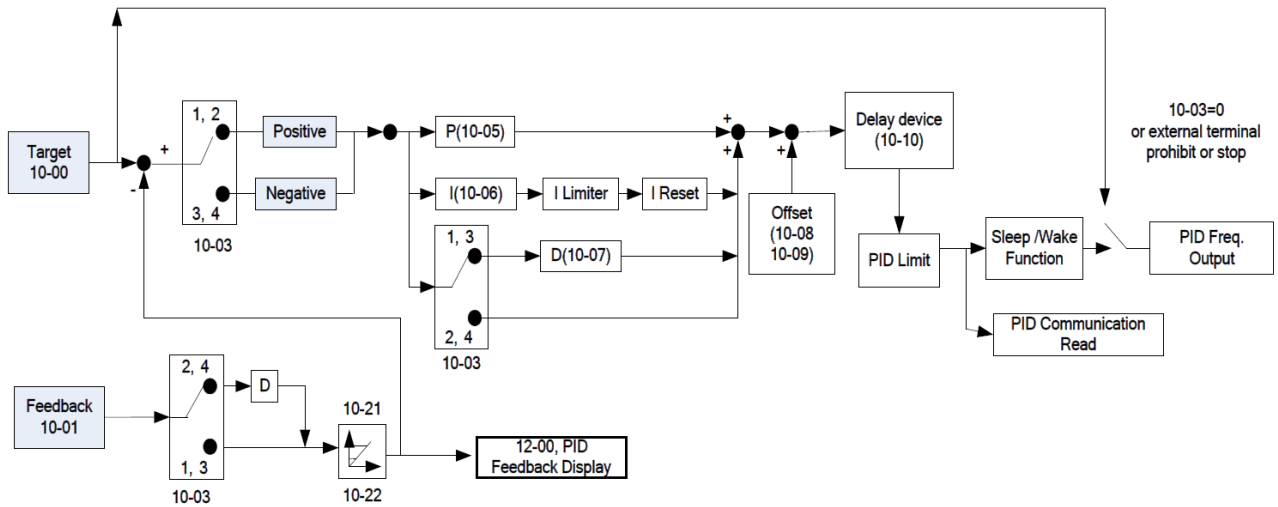 10-03=0
or external terminal
prohibit or stop
Target
10-00
+
-
1, 2
3, 4
10-03
Positive
Negative
P(10-05)
I(10-06)
I Limiter
I Reset
1, 3
D(10-07)
2, 4
10-03
+
+
+
Offset
(10-08
10-09)
Delay device
(10-10)
PID Limit
Sleep /Wake
Function
PID Freq.
Output
PID Communication
Read
Feedback
10-01
2, 4
D
1, 3
10-03
10-21
10-22
12-00, PID
Feedback Display